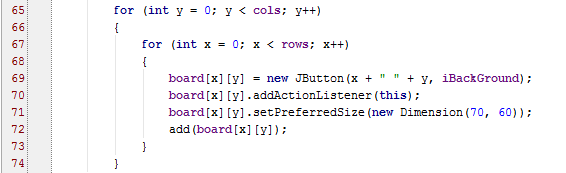 65 for (int y = 0; y < cols; y++)
66 {
67 for (int x = 0; x < rows; x++)
68 {
69 board[x][y] = new JButton(x + " " + y, iBackGround);
70 board[x][y].addActionListener(this);
71 board[x][y].setPreferredSize(new Dimension(70, 60));
72 add(board[x][y]);
73 }
74 }